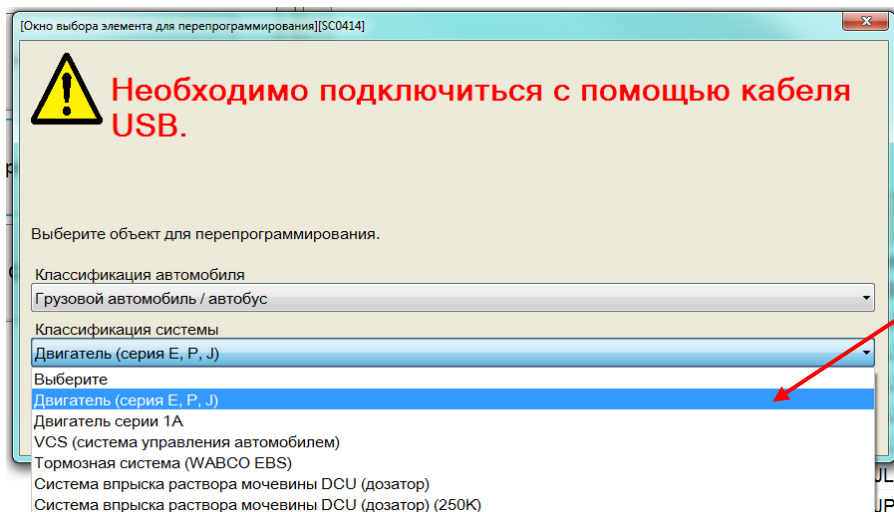 [Окно выбора элемента для перепрограммирования][SC0414]
Необходимо подключиться с помощью кабеля
USB.
Выберите объект для перепрограммирования.
Классификация автомобиля
Грузовой автомобиль / автобус
Классификация системы
Двигатель (серия E, P, J)
Выберите
Двигатель (серия E, P, J)
Двигатель серии 1A
VCS (система управления автомобилем)
Тормозная система (WABCO EBS)
Система впрыска раствора мочевины DCU (дозатор)
Система впрыска раствора мочевины DCU (дозатор) (250K)